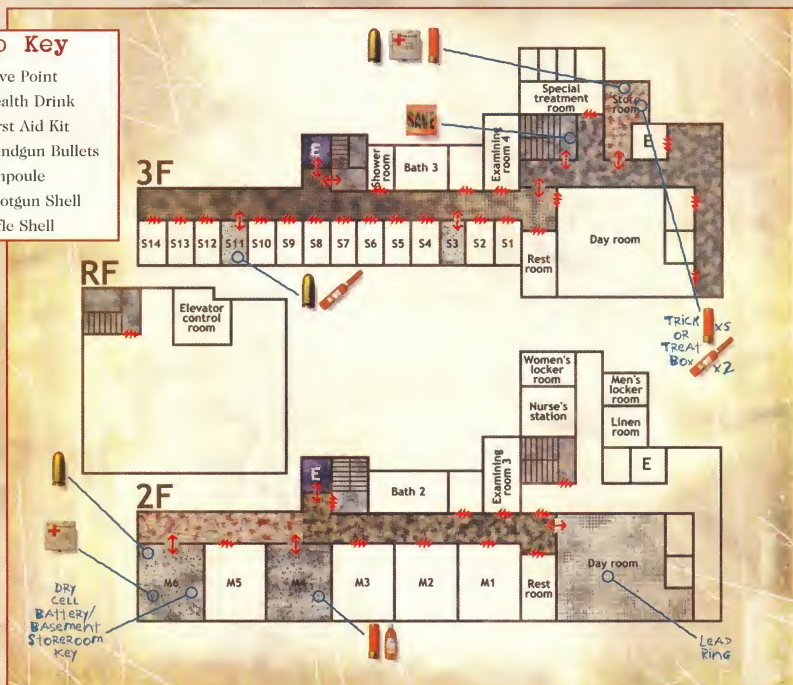 Key
ve Point
ealth Drink
rst Aid Kit
ndgun Bullets
mpoule
otgun Shell
fle Shell
Special
treatment
room
Store
room
SAVE
E
E
Shower
room
Bath 3
Examining
room 4
3F
S14 S13 S12 S11 S10 S9 S8 S7 S6 S5 S4 S3 S2 S1
Rest
room
Day room
RF
Elevator
control
room
TRICK
OR
TREAT
BOX
x5
x2
Women's
locker
room
Men's
locker
room
Nurse's
station
Linen
room
E
E
Bath 2
Examining
room 3
2F
M6 M5 M4 M3 M2 M1
Rest
room
Day room
DRY
CELL
BATTERY/
BASEMENT
STOREROOM
KEY
LEAD
RING